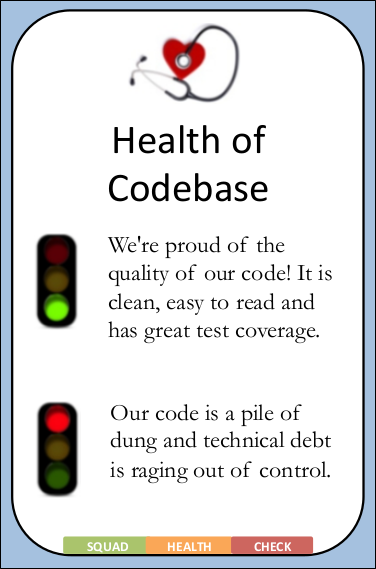 Health of
Codebase
We're proud of the
quality of our code! It is
clean, easy to read and
has great test coverage.
Our code is a pile of
dung and technical debt
is raging out of control.
SQUAD HEALTH CHECK